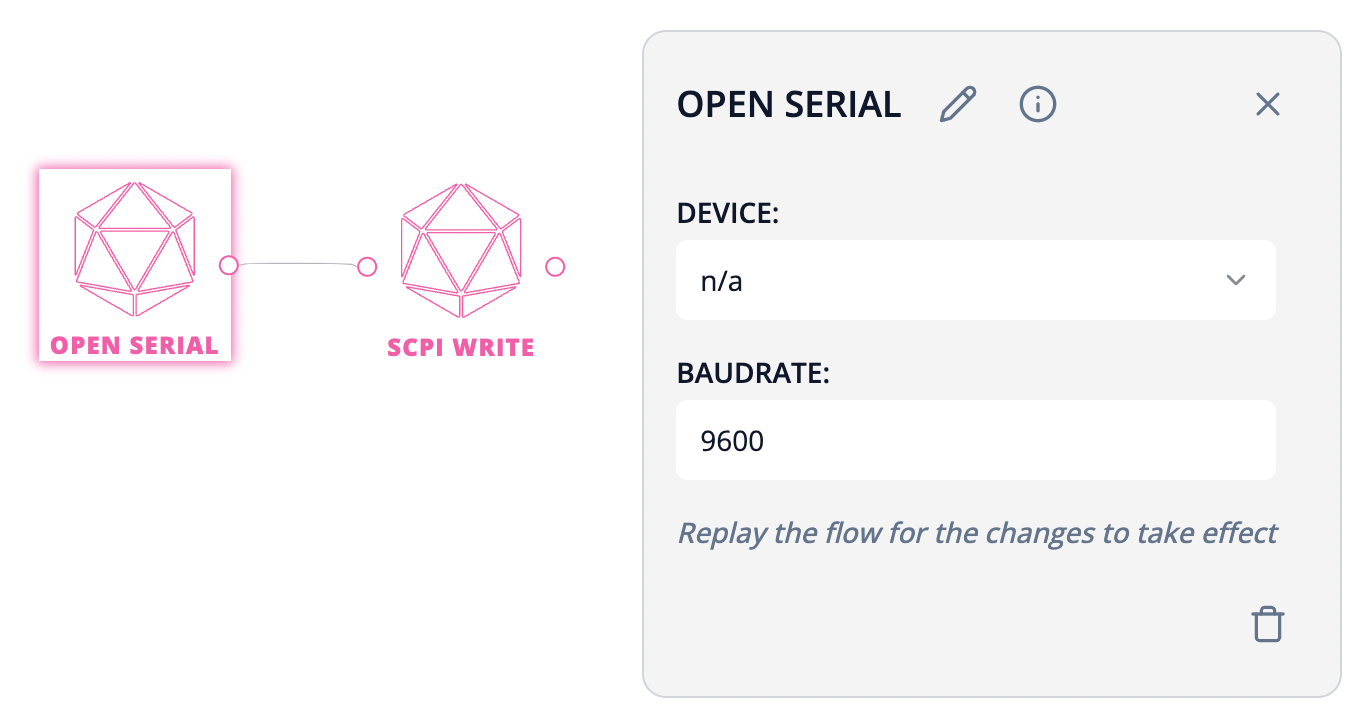 OPEN SERIAL
SCPI WRITE
OPEN SERIAL
DEVICE:
n/a
BAUDRATE:
9600
Replay the flow for the changes to take effect